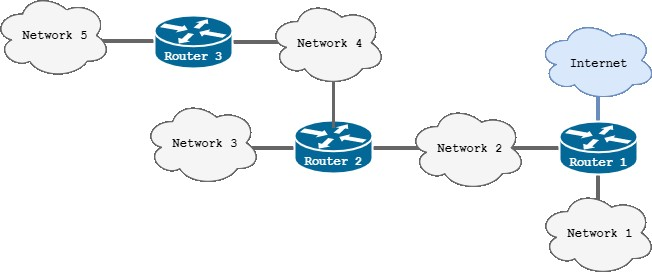 Network 5
Router 3
Network 4
Internet
Network 3
Router 2
Network 2
Router 1
Network 1